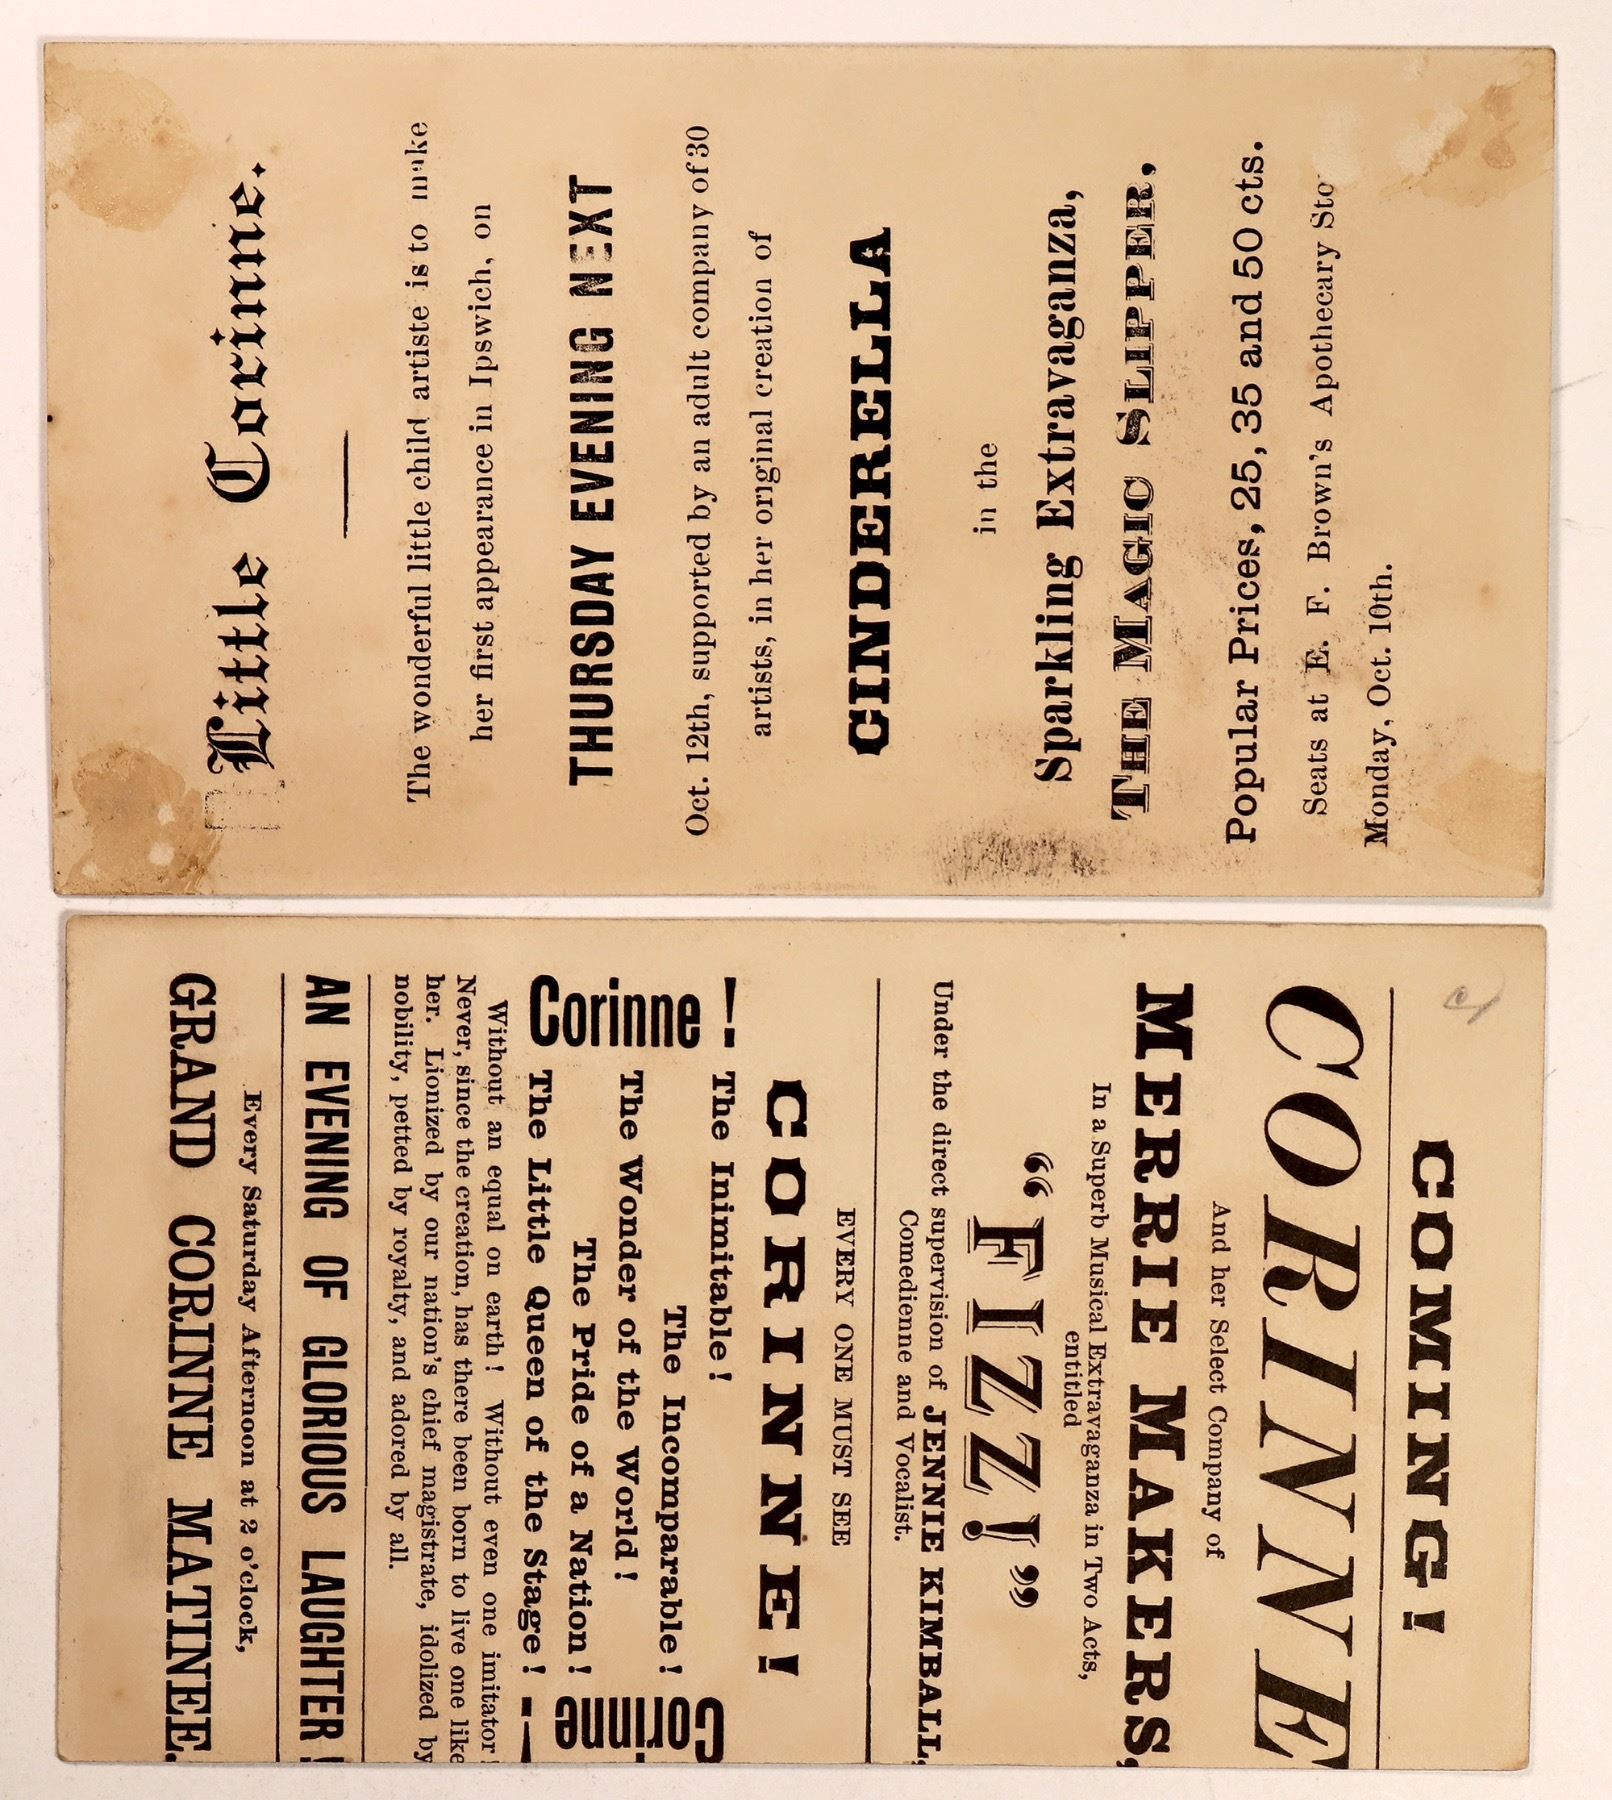 Little Corinne.
The wonderful little child artiste is to make
her first appearance in Ipswich, on
THURSDAY EVENING NEXT
Oct. 12th, supported by an adult company of 30
artists, in her original creation of
CINDERELLA
in the
Sparkling Extravaganza,
THE MAGIC SLIPPER.
Popular Prices, 25, 35 and 50 cts.
Seats at E. F. Brown's Apothecary Sto
Monday, Oct. 10th.
COMING!
CORINNE
And her Select Company of
MERRIE MAKERS,
In a Superb Musical Extravaganza in Two Acts,
entitled
“FIZZ!”
Under the direct supervision of JENNIE KIMBALL,
Comedienne and Vocalist.
EVERY ONE MUST SEE
CORINNE!
Corinne!
The Inimitable!
The Incomparable!
The Wonder of the World!
The Pride of a Nation!
The Little Queen of the Stage!
Corinne!
Without an equal on earth! Without even one imitator!
Never, since the creation, has there been born to live one like
her. Lionized by our nation's chief magistrate, idolized by
nobility, petted by royalty, and adored by all.
AN EVENING OF GLORIOUS LAUGHTER!
Every Saturday Afternoon at 2 o'clock,
GRAND CORINNE MATINEE.